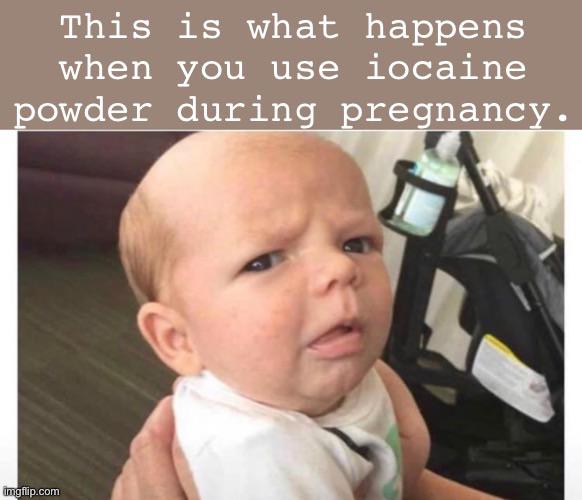 This is what happens
when you use iocaine
powder during pregnancy.
imgflip.com